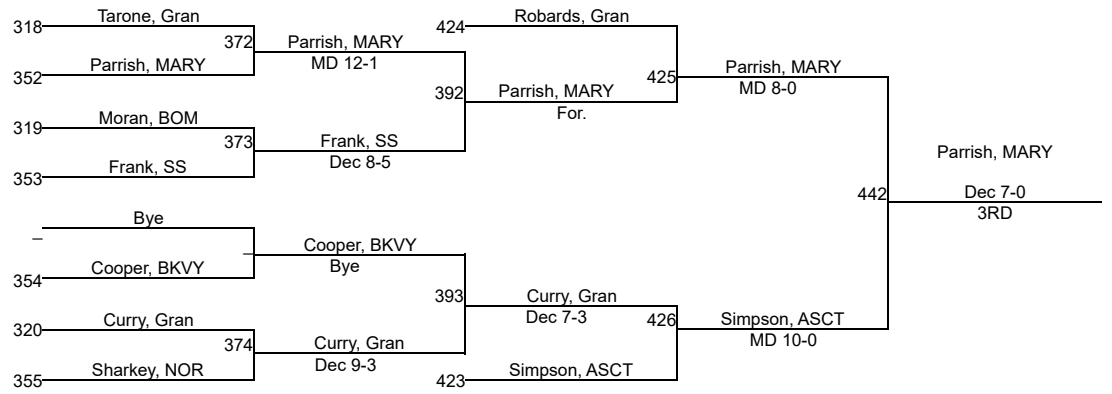 318 Tarone, Gran
372
352 Parrish, MARY
Parrish, MARY
MD 12-1
319 Moran, BOM
373
353 Frank, SS
Frank, SS
Dec 8-5
392
Parrish, MARY
For.
424 Robards, Gran
425
Parrish, MARY
MD 8-0
Bye
–
–
354 Cooper, BKVY
Cooper, BKVY
Bye
320 Curry, Gran
374
355 Sharkey, NOR
Curry, Gran
Dec 9-3
393
Curry, Gran
Dec 7-3
426
423 Simpson, ASCT
Simpson, ASCT
MD 10-0
442
Parrish, MARY
Dec 7-0
3RD